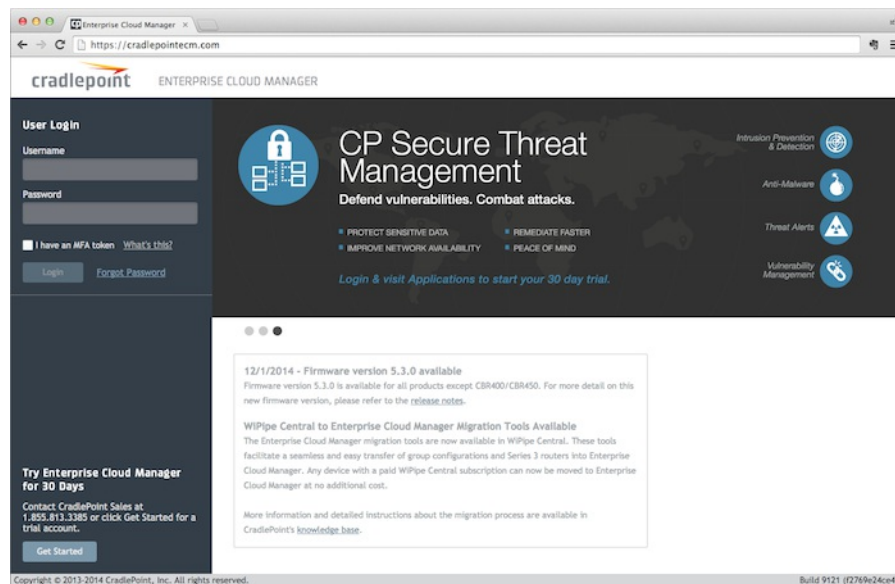 Enterprise Cloud Manager
https://cradlepointecm.com
cradlepoint
ENTERPRISE CLOUD MANAGER
User Login
Username
Password
I have an MFA token What's this?
Login Forgot Password
Try Enterprise Cloud Manager
for 30 Days
Contact CradlePoint Sales at
1.855.813.3385 or click Get Started for a
trial account.
Get Started
CP Secure Threat
Management
Defend vulnerabilities. Combat attacks.
PROTECT SENSITIVE DATA
REMEDIATE FASTER
IMPROVE NETWORK AVAILABILITY
PEACE OF MIND
Login & visit Applications to start your 30 day trial.
Intrusion Prevention
& Detection
Anti-Malware
Threat Alerts
Vulnerability
Management
12/1/2014 - Firmware version 5.3.0 available
Firmware version 5.3.0 is available for all products except CBR400/CBR450. For more detail on this
new firmware version, please refer to the release notes.
WiPipe Central to Enterprise Cloud Manager Migration Tools Available
The Enterprise Cloud Manager migration tools are now available in WiPipe Central. These tools
facilitate a seamless and easy transfer of group configurations and Series 3 routers into Enterprise
Cloud Manager. Any device with a paid WiPipe Central subscription can now be moved to Enterprise
Cloud Manager at no additional cost.
More information and detailed instructions about the migration process are available in
CradlePoint's knowledge base.
Copyright © 2013-2014 CradlePoint, Inc. All rights reserved.
Build 9121